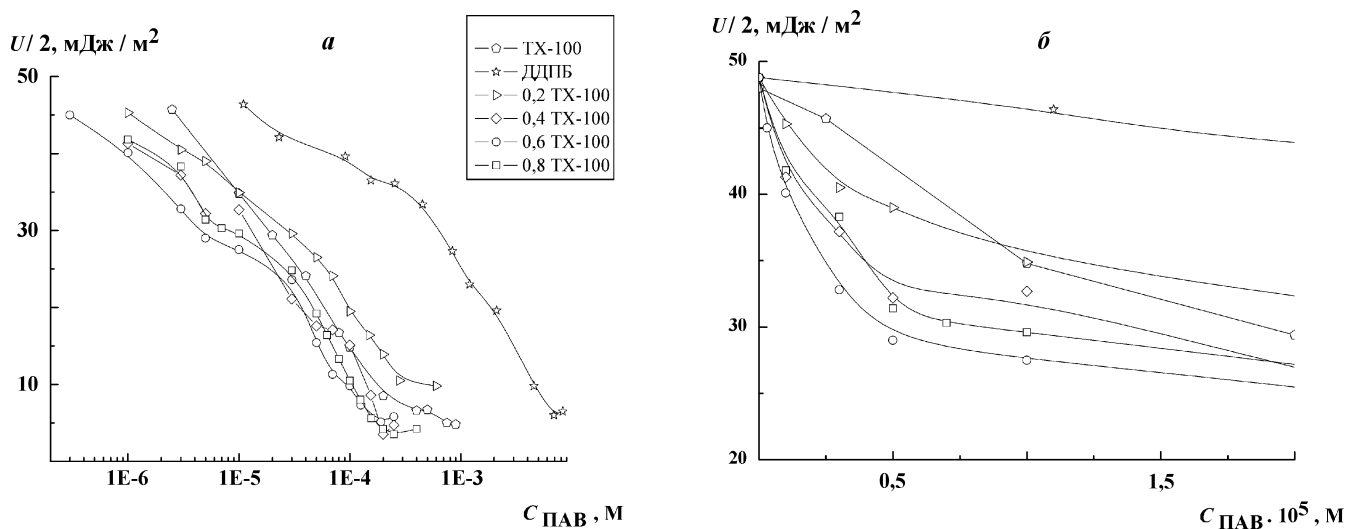 U/ 2, мДж / м²
а
ТХ-100
ДДПБ
0,2 ТХ-100
0,4 ТХ-100
0,6 ТХ-100
0,8 ТХ-100
50
30
10
1E-6 1E-5 1E-4 1E-3
C ПАВ , М
U/ 2, мДж / м²
б
50
40
30
20
0,5 1,5
C ПАВ · 10⁵ , М